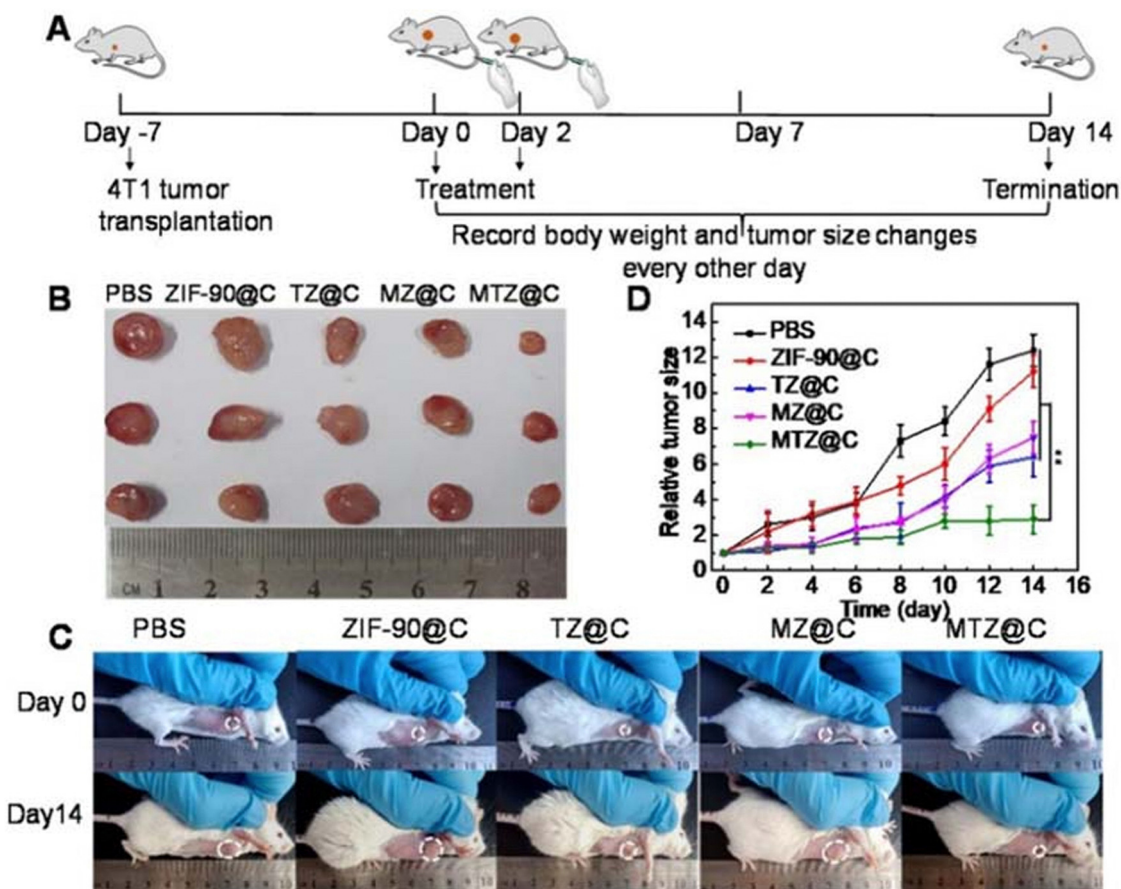 A
Day -7
Day 0
Day 2
Day 7
Day 14
4T1 tumor
transplantation
Treatment
Termination
Record body weight and tumor size changes
every other day
B
PBS ZIF-90@C TZ@C MZ@C MTZ@C
CM 1 2 3 4 5 6 7 8
D
14
12
10
8
6
4
2
0
Relative tumor size
PBS
ZIF-90@C
TZ@C
MZ@C
MTZ@C
**
0 2 4 6 8 10 12 14 16
Time (day)
C
PBS ZIF-90@C TZ@C MZ@C MTZ@C
Day 0
Day14